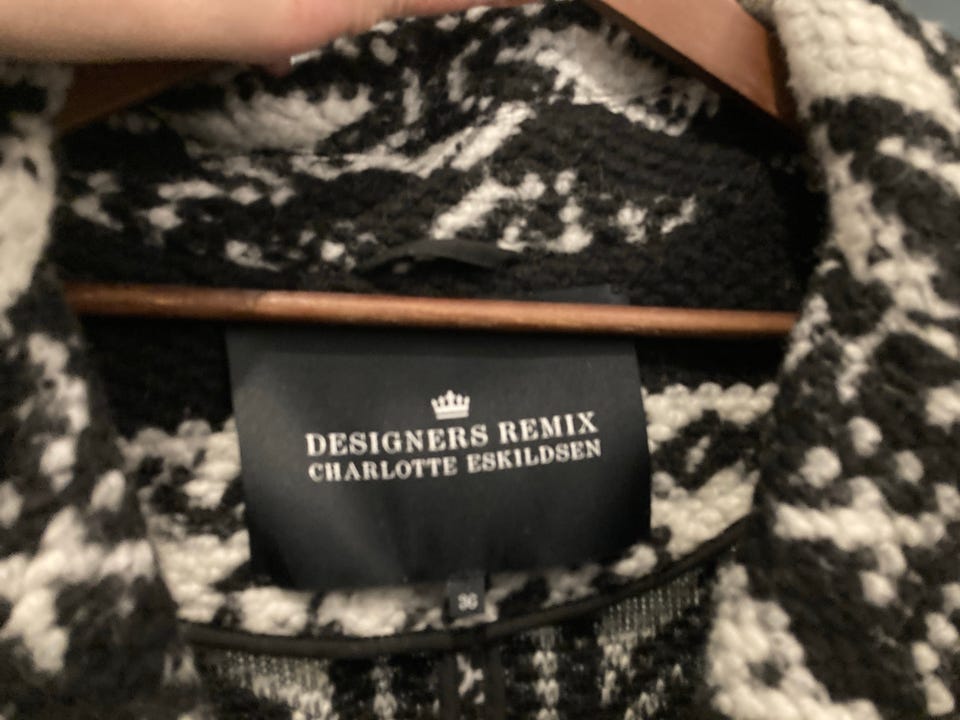 DESIGNERS REMIX
CHARLOTTE ESKILDSEN
36